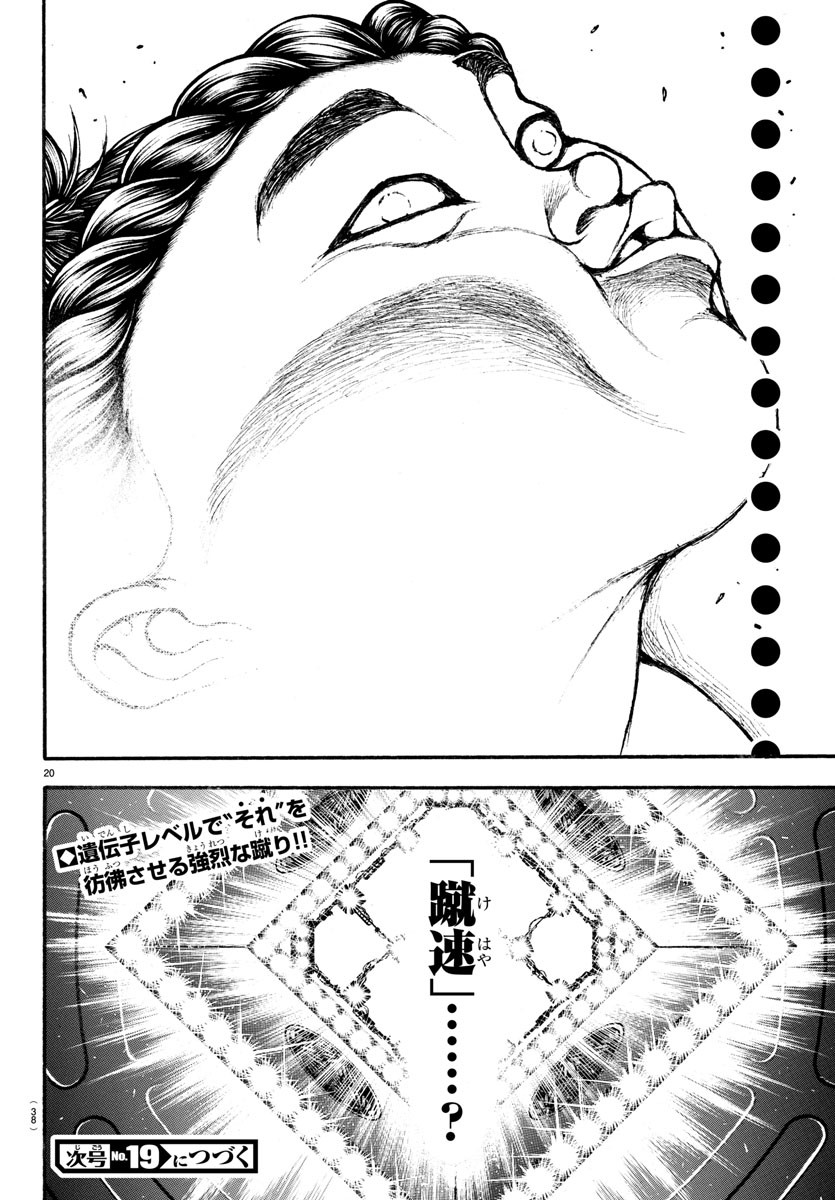 20
「蹴速」……?
◆遺伝子レベルで“それ”を
彷彿させる強烈な蹴り!!
次号No.19につづく
(38)